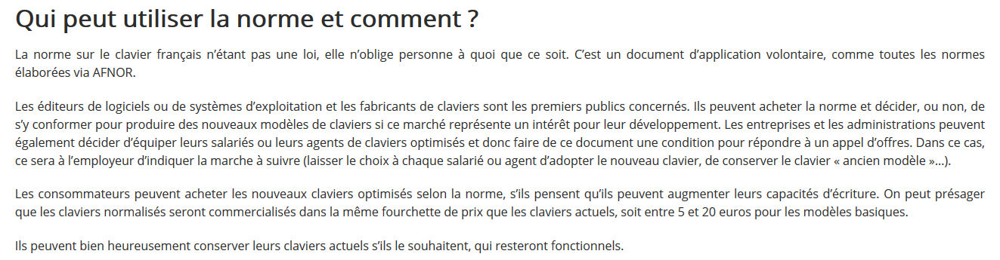 Qui peut utiliser la norme et comment ?
La norme sur le clavier français n’étant pas une loi, elle n’oblige personne à quoi que ce soit. C’est un document d’application volontaire, comme toutes les normes
élaborées via AFNOR.
Les éditeurs de logiciels ou de systèmes d’exploitation et les fabricants de claviers sont les premiers publics concernés. Ils peuvent acheter la norme et décider, ou non, de
s’y conformer pour produire des nouveaux modèles de claviers si ce marché représente un intérêt pour leur développement. Les entreprises et les administrations peuvent
également décider d’équiper leurs salariés ou leurs agents de claviers optimisés et donc faire de ce document une condition pour répondre à un appel d’offres. Dans ce cas,
ce sera à l’employeur d’indiquer la marche à suivre (laisser le choix à chaque salarié ou agent d’adopter le nouveau clavier, de conserver le clavier « ancien modèle »…).
Les consommateurs peuvent acheter les nouveaux claviers optimisés selon la norme, s’ils pensent qu’ils peuvent augmenter leurs capacités d’écriture. On peut présager
que les claviers normalisés seront commercialisés dans la même fourchette de prix que les claviers actuels, soit entre 5 et 20 euros pour les modèles basiques.
Ils peuvent bien heureusement conserver leurs claviers actuels s’ils le souhaitent, qui resteront fonctionnels.